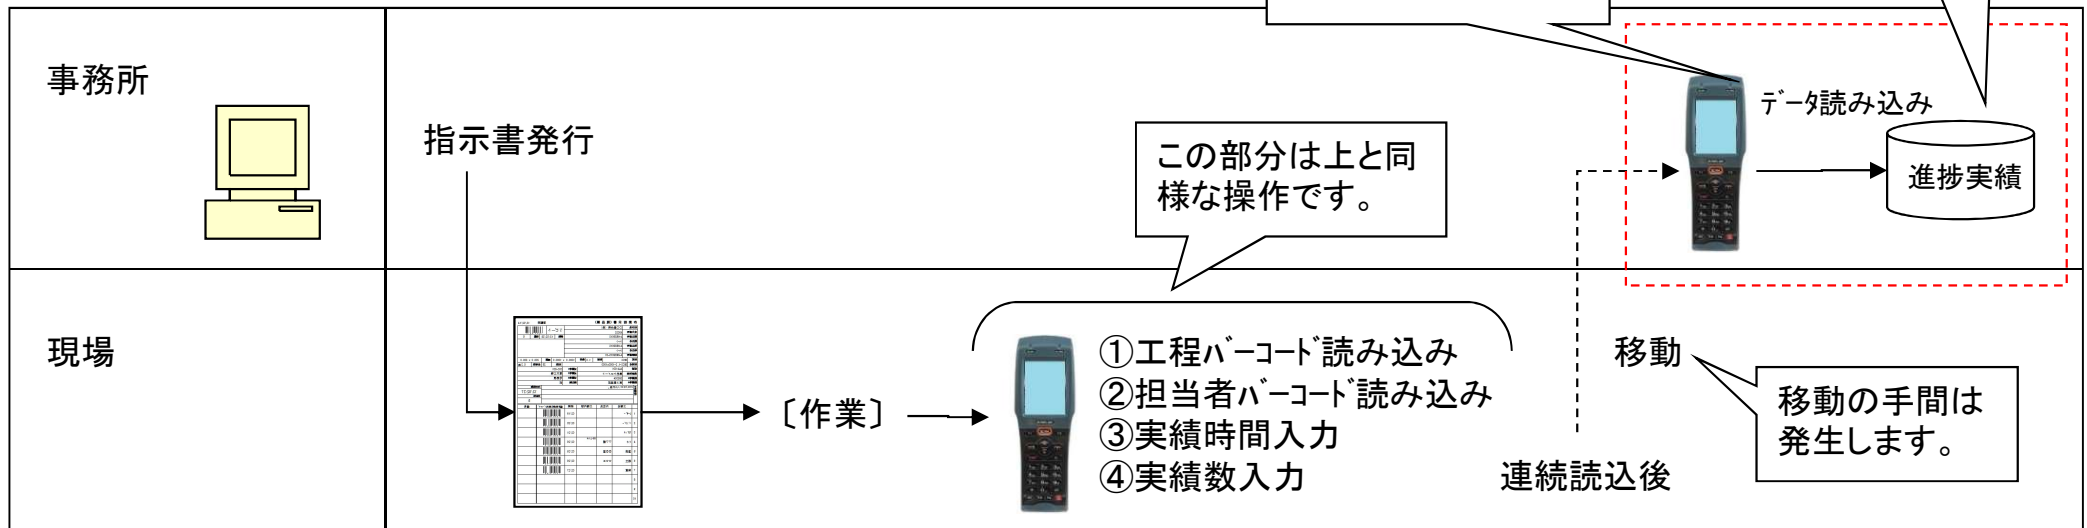 事務所
指示書発行
この部分は上と同
様な操作です。
ﾃﾞｰﾀ読み込み
進捗実績
現場
〔作業〕
①工程ﾊﾞｰｺｰﾄﾞ読み込み
②担当者ﾊﾞｰｺｰﾄﾞ読み込み
③実績時間入力
④実績数入力
移動
移動の手間は
発生します。
連続読込後